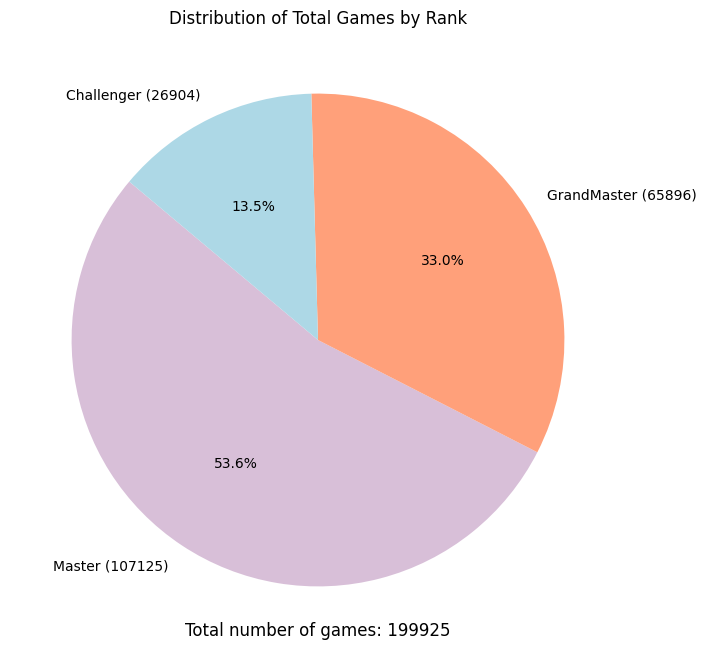 Distribution of Total Games by Rank
Challenger (26904)
GrandMaster (65896)
13.5%
33.0%
53.6%
Master (107125)
Total number of games: 199925